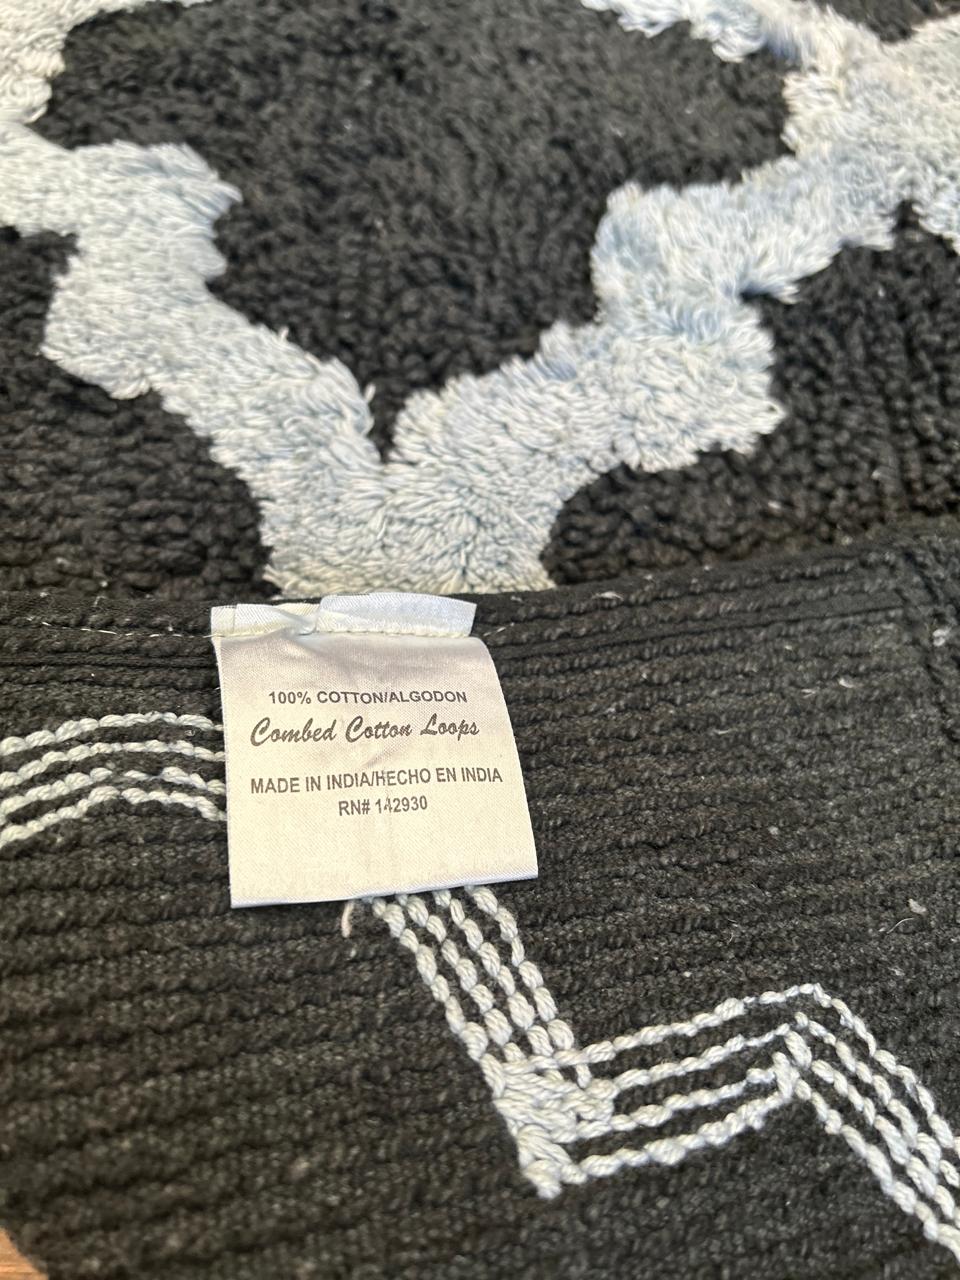 100% COTTON/ALGODON
Combed Cotton Loops
MADE IN INDIA/HECHO EN INDIA
RN# 142930